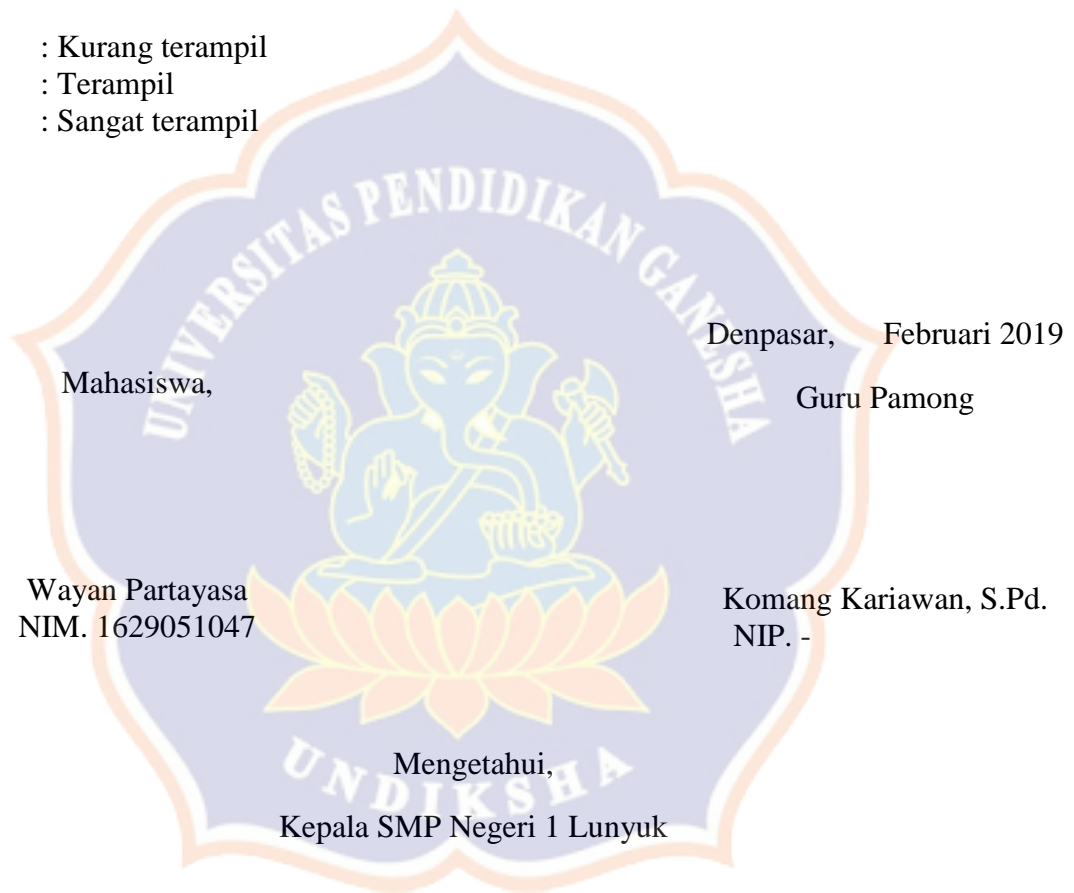 : Kurang terampil
: Terampil
: Sangat terampil
UNIVERSITAS PENDIDIKAN GANESHA
Denpasar, Februari 2019
Mahasiswa,
Guru Pamong
Wayan Partayasa
NIM. 1629051047
Komang Kariawan, S.Pd.
NIP. -
Mengetahui,
UNDIKSHA
Kepala SMP Negeri 1 Lunyuk